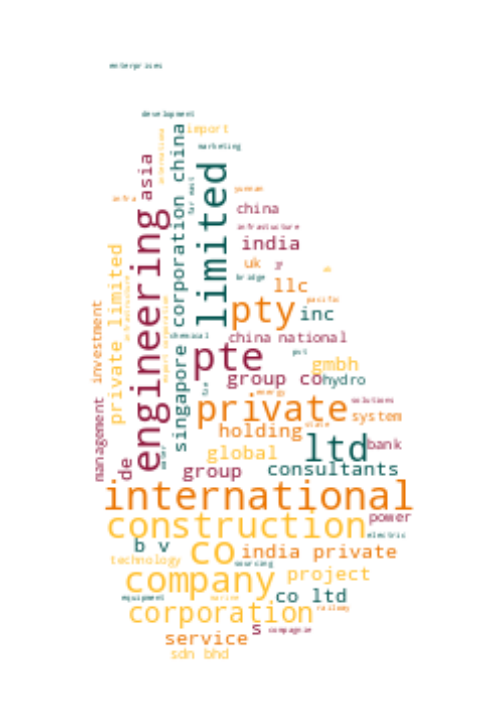 enterprises
development
import
marketing
international
china
asia
far east
yunnan
infra
china
infrastructure
india
uk
bridge
limited
engineering
corporation
singapore
private limited
investment
management
infrastructure
llc
pty
inc
pacific
chemical
china national
pte
gmbh
group co
hydro
energy
solutions
private
system
holding
state
global
ltd
bank
de
group
consultants
international
construction
power
electric
b v
co
india private
technology
sourcing
company
project
equipment
marine
co ltd
corporation
railway
s
compagnie
service
sdn bhd